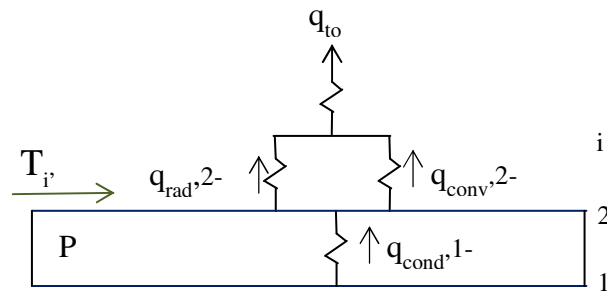 q_to
i
T_i,
q_rad,2-
q_conv,2-
2
P
q_cond,1-
1